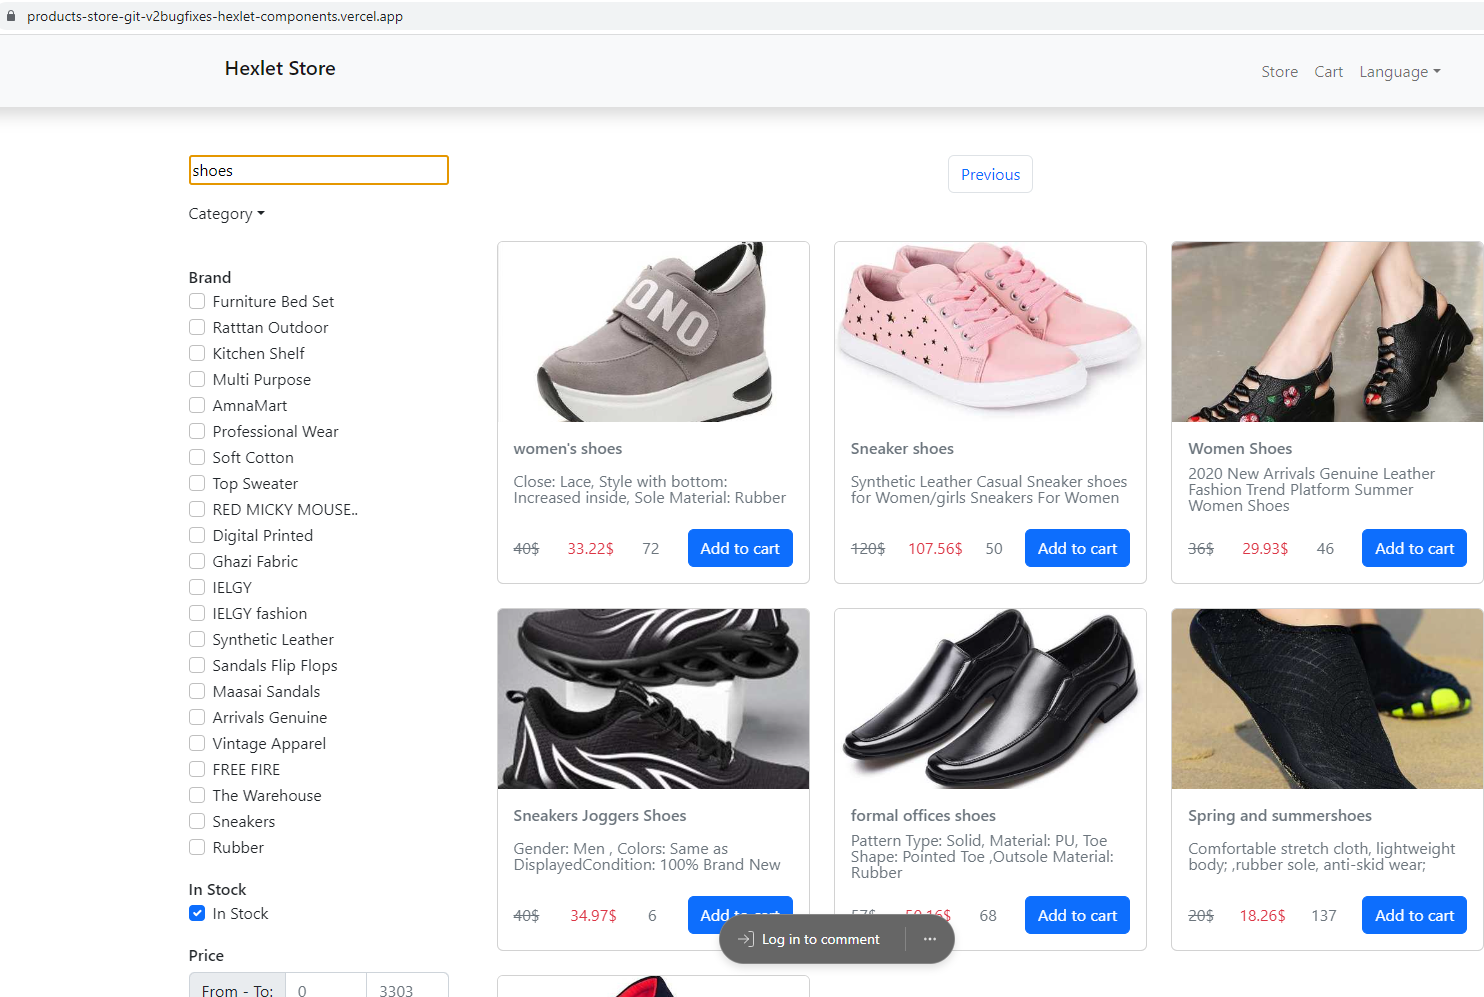 products-store-git-v2bugfixes-hexlet-components.vercel.app
Hexlet Store
Store Cart Language
shoes
Previous
Category
Brand
Furniture Bed Set
Ratttan Outdoor
Kitchen Shelf
Multi Purpose
AmnaMart
Professional Wear
Soft Cotton
Top Sweater
RED MICKY MOUSE..
Digital Printed
Ghazi Fabric
IELGY
IELGY fashion
Synthetic Leather
Sandals Flip Flops
Maasai Sandals
Arrivals Genuine
Vintage Apparel
FREE FIRE
The Warehouse
Sneakers
Rubber
In Stock
In Stock
Price
From - To: 0 3303
ONO
women's shoes
Close: Lace, Style with bottom:
Increased inside, Sole Material: Rubber
40$ 33.22$ 72 Add to cart
Sneaker shoes
Synthetic Leather Casual Sneaker shoes
for Women/girls Sneakers For Women
120$ 107.56$ 50 Add to cart
Women Shoes
2020 New Arrivals Genuine Leather
Fashion Trend Platform Summer
Women Shoes
36$ 29.93$ 46 Add to cart
Sneakers Joggers Shoes
Gender: Men , Colors: Same as
DisplayedCondition: 100% Brand New
40$ 34.97$ 6 Add to cart
formal offices shoes
Pattern Type: Solid, Material: PU, Toe
Shape: Pointed Toe ,Outsole Material:
Rubber
57$ 68 Add to cart
Spring and summershoes
Comfortable stretch cloth, lightweight
body; ,rubber sole, anti-skid wear;
20$ 18.26$ 137 Add to cart
Log in to comment